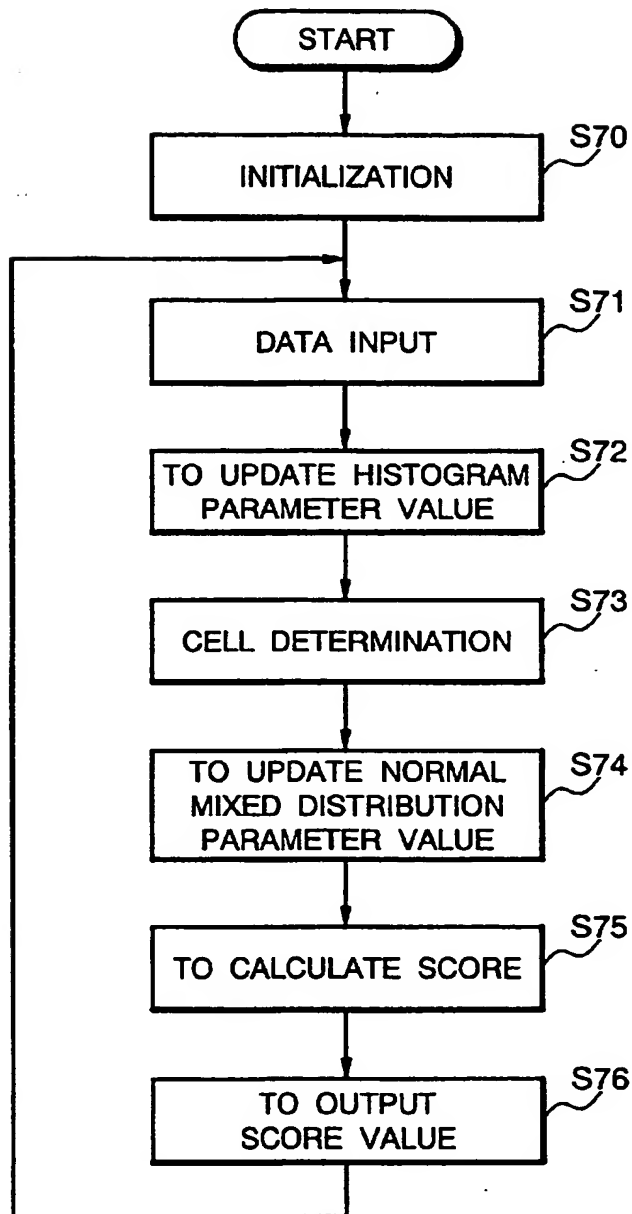 START
S70
INITIALIZATION
S71
DATA INPUT
S72
TO UPDATE HISTOGRAM
PARAMETER VALUE
S73
CELL DETERMINATION
S74
TO UPDATE NORMAL
MIXED DISTRIBUTION
PARAMETER VALUE
S75
TO CALCULATE SCORE
S76
TO OUTPUT
SCORE VALUE